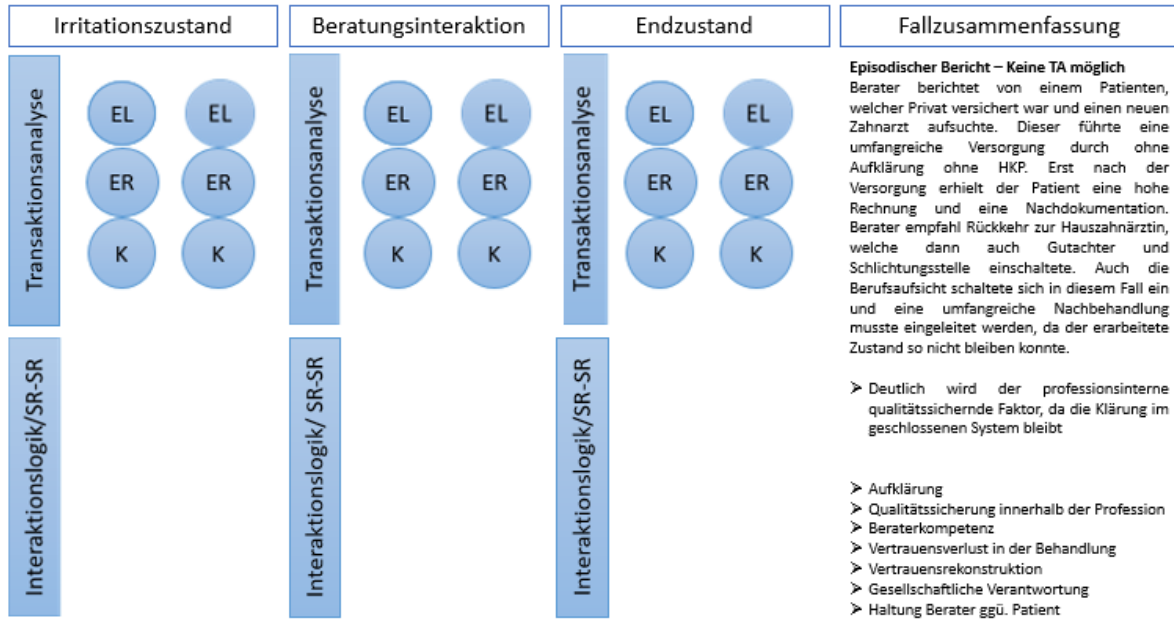 Irritationszustand
Beratungsinteraktion
Endzustand
Fallzusammenfassung
Transaktionsanalyse
EL
EL
ER
ER
K
K
Interaktionslogik/SR-SR
Transaktionsanalyse
EL
EL
ER
ER
K
K
Interaktionslogik/ SR-SR
Transaktionsanalyse
EL
EL
ER
ER
K
K
Interaktionslogik/SR-SR
Episodischer Bericht – Keine TA möglich
Berater berichtet von einem Patienten,
welcher Privat versichert war und einen neuen
Zahnarzt aufsuchte. Dieser führte eine
umfangreiche Versorgung durch ohne
Aufklärung ohne HKP. Erst nach der
Versorgung erhielt der Patient eine hohe
Rechnung und eine Nachdokumentation.
Berater empfahl Rückkehr zur Hauszahnärztin,
welche dann auch Gutachter und
Schlichtungsstelle einschaltete. Auch die
Berufsaufsicht schaltete sich in diesem Fall ein
und eine umfangreiche Nachbehandlung
musste eingeleitet werden, da der erarbeitete
Zustand so nicht bleiben konnte.
➢ Deutlich wird der professionsinterne
qualitätssichernde Faktor, da die Klärung im
geschlossenen System bleibt
➢ Aufklärung
➢ Qualitätssicherung innerhalb der Profession
➢ Beraterkompetenz
➢ Vertrauensverlust in der Behandlung
➢ Vertrauensrekonstruktion
➢ Gesellschaftliche Verantwortung
➢ Haltung Berater ggü. Patient